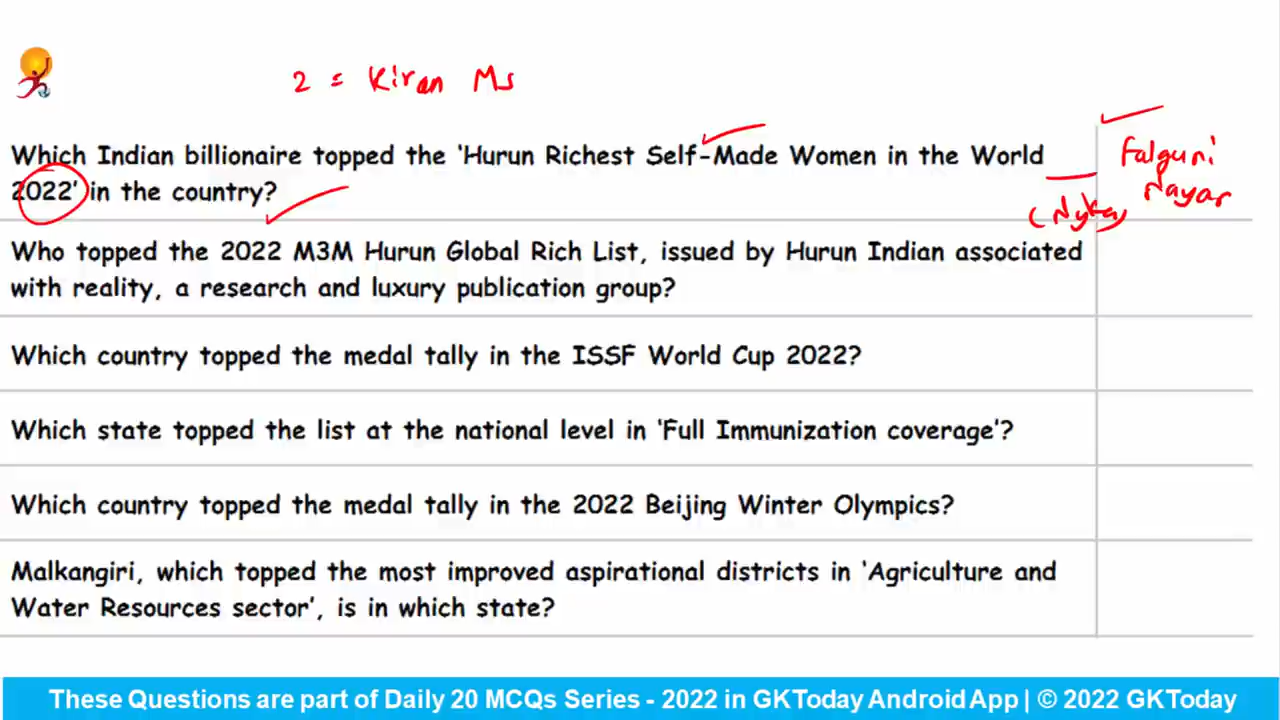 2 = Kiran Ms
Which Indian billionaire topped the 'Hurun Richest Self-Made Women in the World
2022' in the country?
Falguni
Nayar
(Nyka)
Who topped the 2022 M3M Hurun Global Rich List, issued by Hurun Indian associated
with reality, a research and luxury publication group?
Which country topped the medal tally in the ISSF World Cup 2022?
Which state topped the list at the national level in 'Full Immunization coverage'?
Which country topped the medal tally in the 2022 Beijing Winter Olympics?
Malkangiri, which topped the most improved aspirational districts in 'Agriculture and
Water Resources sector', is in which state?
These Questions are part of Daily 20 MCQs Series - 2022 in GKToday Android App | © 2022 GKToday